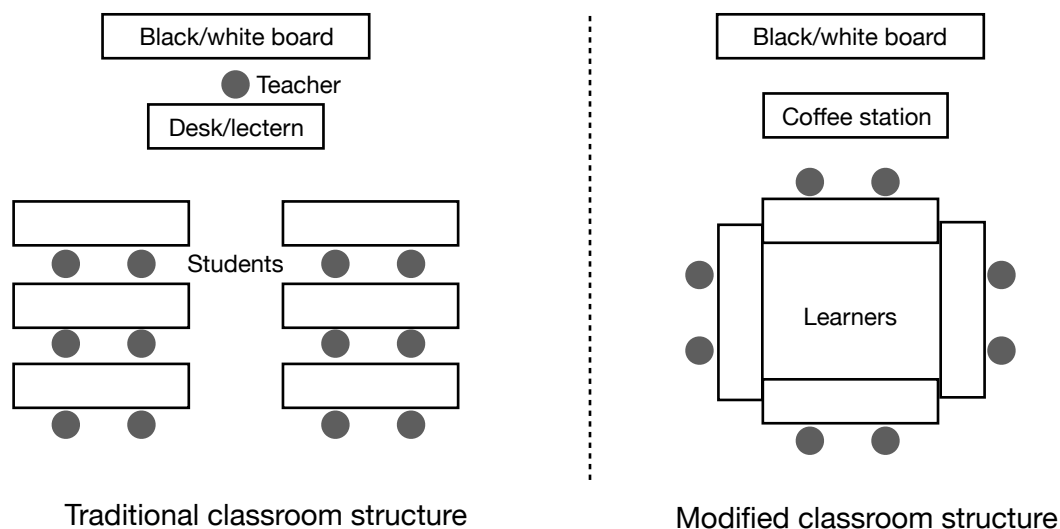 Black/white board
Teacher
Desk/lectern
Students
Traditional classroom structure
Black/white board
Coffee station
Learners
Modified classroom structure